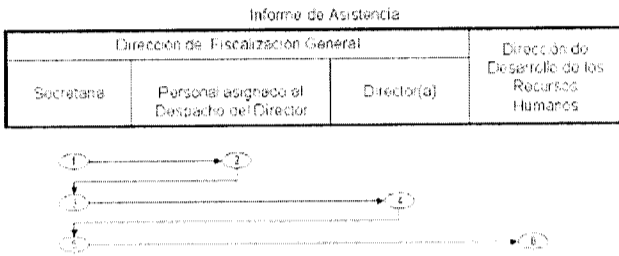 Informe de Asistencia
Dirección de Fiscalización General
Dirección de
Desarrollo de los
Recursos
Humanos
Secretaria
Personal asignado al
Despacho del Director
Director(a)
1
2
3
4
5
6